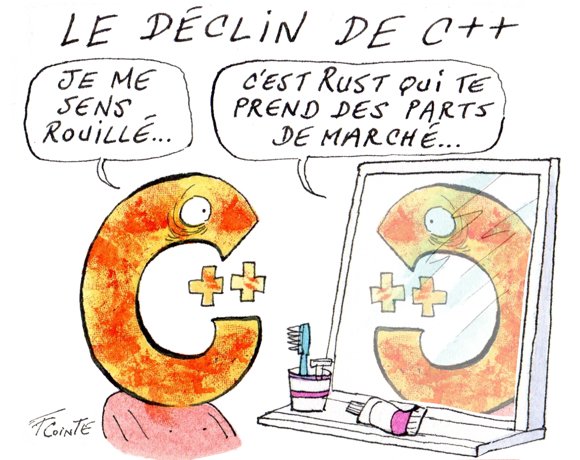 LE DÉCLIN DE C++
JE ME
SENS
ROUILLÉ...
C'EST RUST QUI TE
PREND DES PARTS
DE MARCHÉ...
C++
C++
FCOINTE